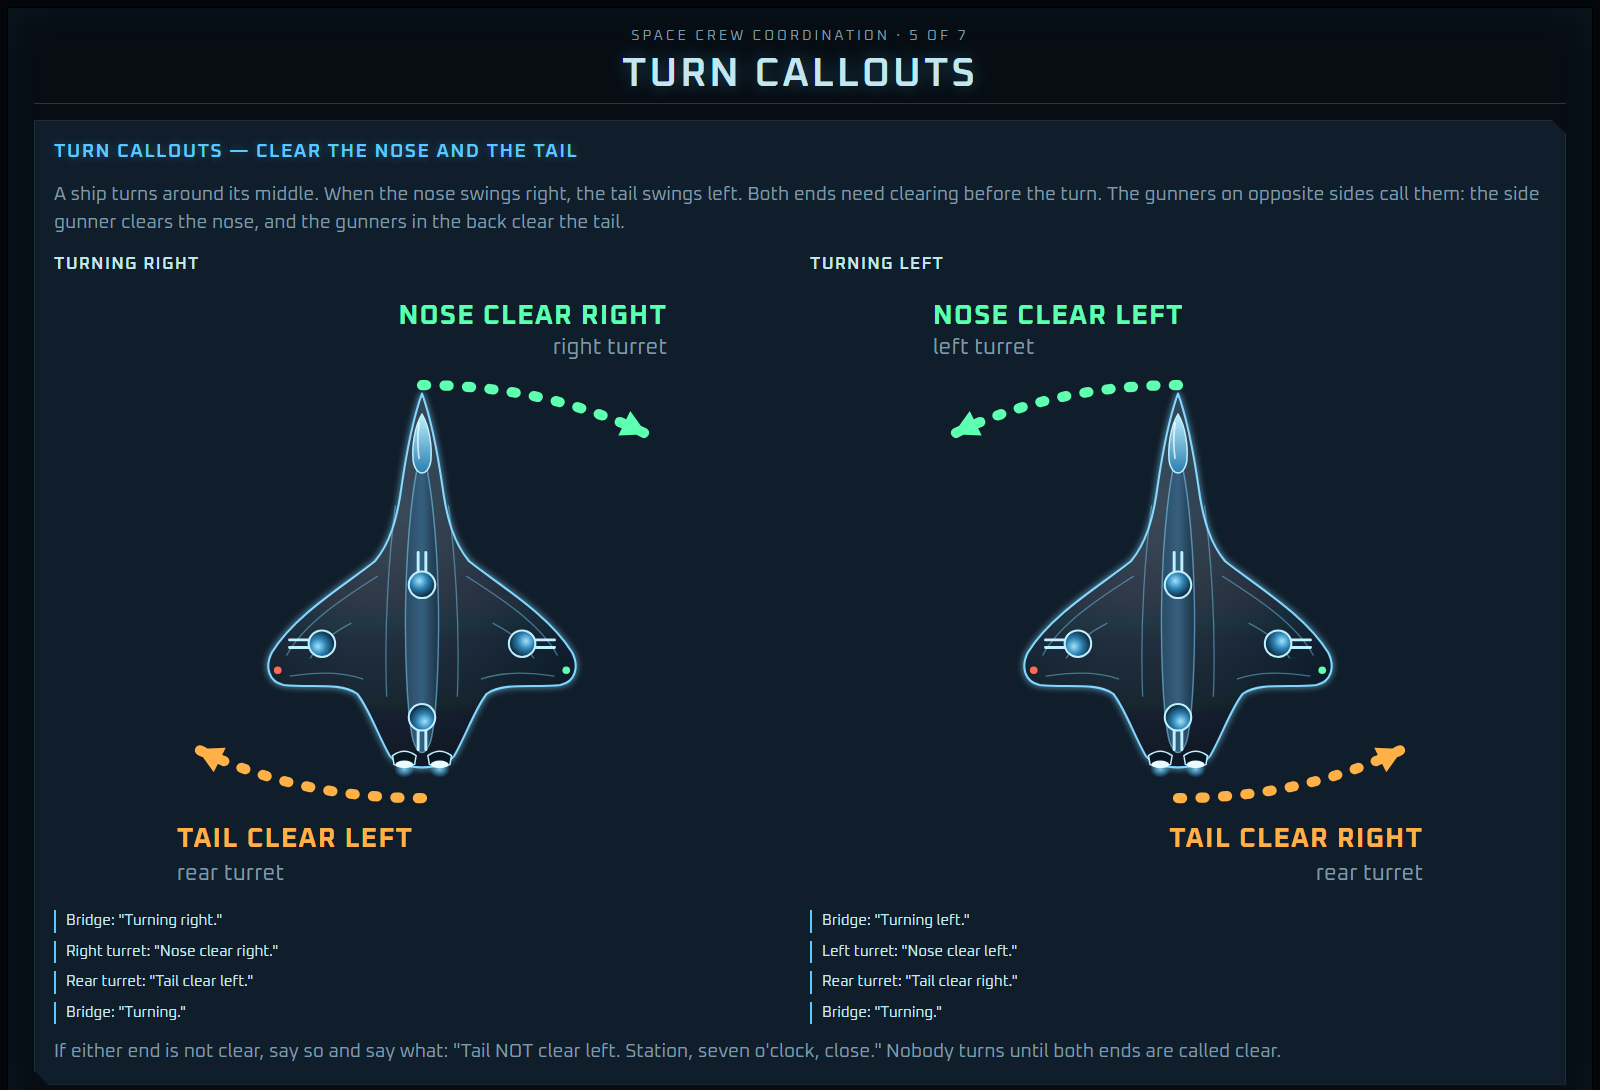 SPACE CREW COORDINATION · 5 OF 7
TURN CALLOUTS
TURN CALLOUTS — CLEAR THE NOSE AND THE TAIL
A ship turns around its middle. When the nose swings right, the tail swings left. Both ends need clearing before the turn. The gunners on opposite sides call them: the side
gunner clears the nose, and the gunners in the back clear the tail.
TURNING RIGHT
NOSE CLEAR RIGHT
right turret
TAIL CLEAR LEFT
rear turret
Bridge: "Turning right."
Right turret: "Nose clear right."
Rear turret: "Tail clear left."
Bridge: "Turning."
TURNING LEFT
NOSE CLEAR LEFT
left turret
TAIL CLEAR RIGHT
rear turret
Bridge: "Turning left."
Left turret: "Nose clear left."
Rear turret: "Tail clear right."
Bridge: "Turning."
If either end is not clear, say so and say what: "Tail NOT clear left. Station, seven o'clock, close." Nobody turns until both ends are called clear.